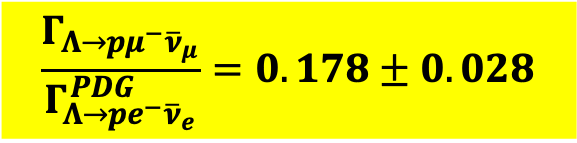 Γ_{Λ→pμ⁻ν̄_μ} / Γ^{PDG}_{Λ→pe⁻ν̄_e} = 0.178 ± 0.028